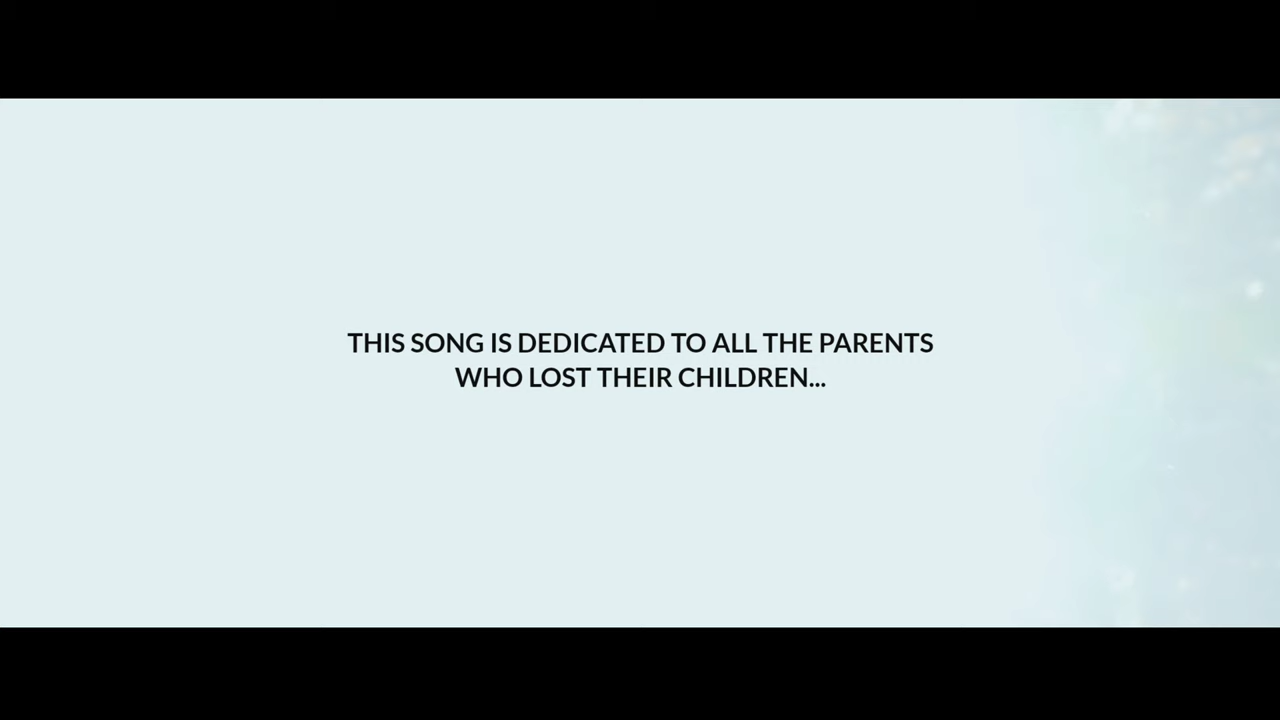 THIS SONG IS DEDICATED TO ALL THE PARENTS
WHO LOST THEIR CHILDREN...